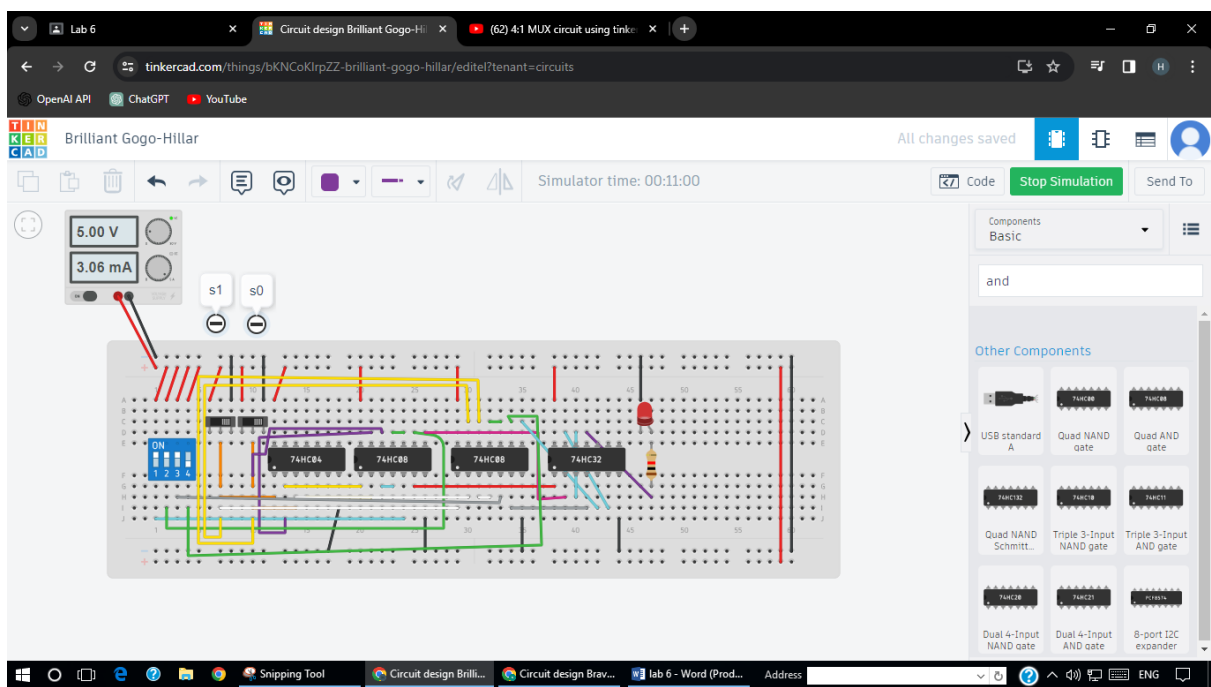 Lab 6
Circuit design Brilliant Gogo-Hil
(62) 4:1 MUX circuit using tinke
tinkercad.com/things/bKNCoKIrpZZ-brilliant-gogo-hillar/editel?tenant=circuits
H
OpenAI API
ChatGPT
YouTube
TINKERCAD
Brilliant Gogo-Hillar
All changes saved
Simulator time: 00:11:00
Code
Stop Simulation
Send To
5.00 V
3.06 mA
s1
s0
Components
Basic
and
Other Components
USB standard A
74HC00
Quad NAND gate
74HC08
Quad AND gate
74HC132
Quad NAND Schmitt...
74HC10
Triple 3-Input NAND gate
74HC11
Triple 3-Input AND gate
74HC20
Dual 4-Input NAND gate
74HC21
Dual 4-Input AND gate
PCF8574
8-port I2C expander
ON
1 2 3 4
74HC04
74HC08
74HC08
74HC32
Snipping Tool
Circuit design Brilli...
Circuit design Brav...
lab 6 - Word (Prod...
Address
ENG